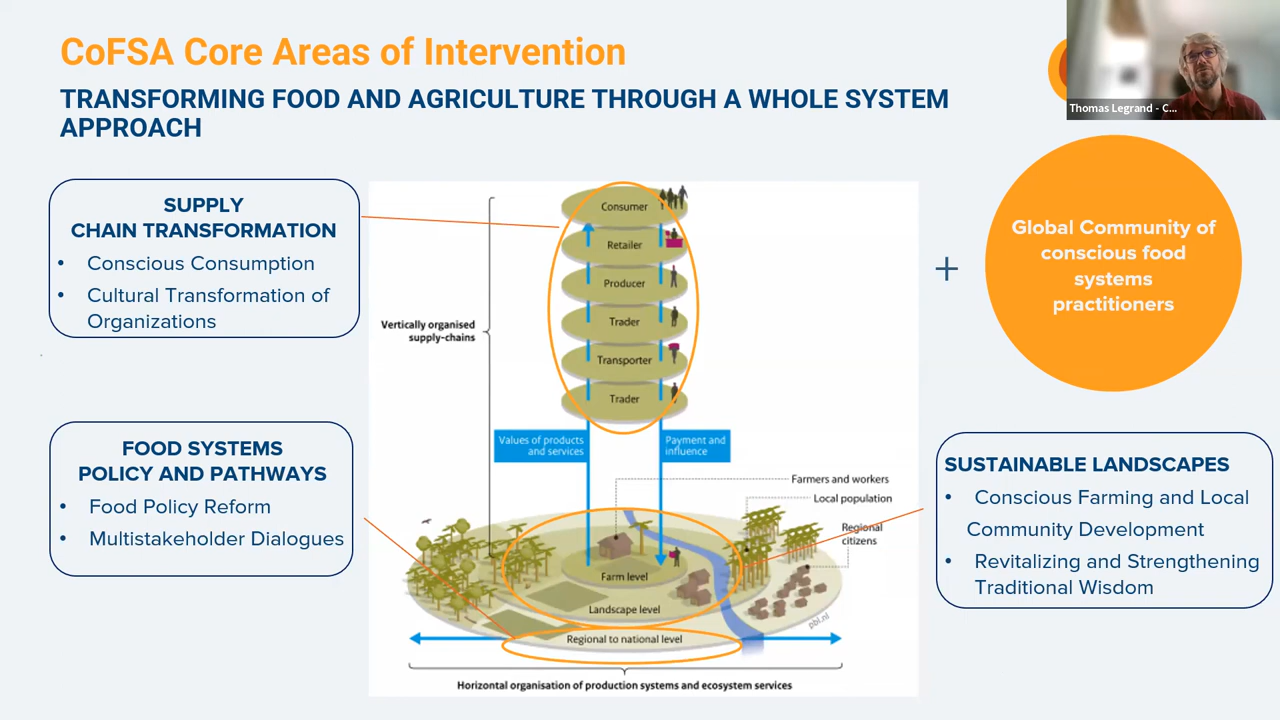 CoFSA Core Areas of Intervention
TRANSFORMING FOOD AND AGRICULTURE THROUGH A WHOLE SYSTEM
APPROACH
Thomas Legrand - C...
SUPPLY
CHAIN TRANSFORMATION
• Conscious Consumption
• Cultural Transformation of
Organizations
FOOD SYSTEMS
POLICY AND PATHWAYS
• Food Policy Reform
• Multistakeholder Dialogues
Vertically organised
supply-chains
Consumer
Retailer
Producer
Trader
Transporter
Trader
Values of products
and services
Payment and
influence
Farmers and workers
Local population
Regional
citizens
Farm level
Landscape level
Regional to national level
pbl.nl
Horizontal organisation of production systems and ecosystem services
+
Global Community of
conscious food
systems
practitioners
SUSTAINABLE LANDSCAPES
• Conscious Farming and Local
Community Development
• Revitalizing and Strengthening
Traditional Wisdom